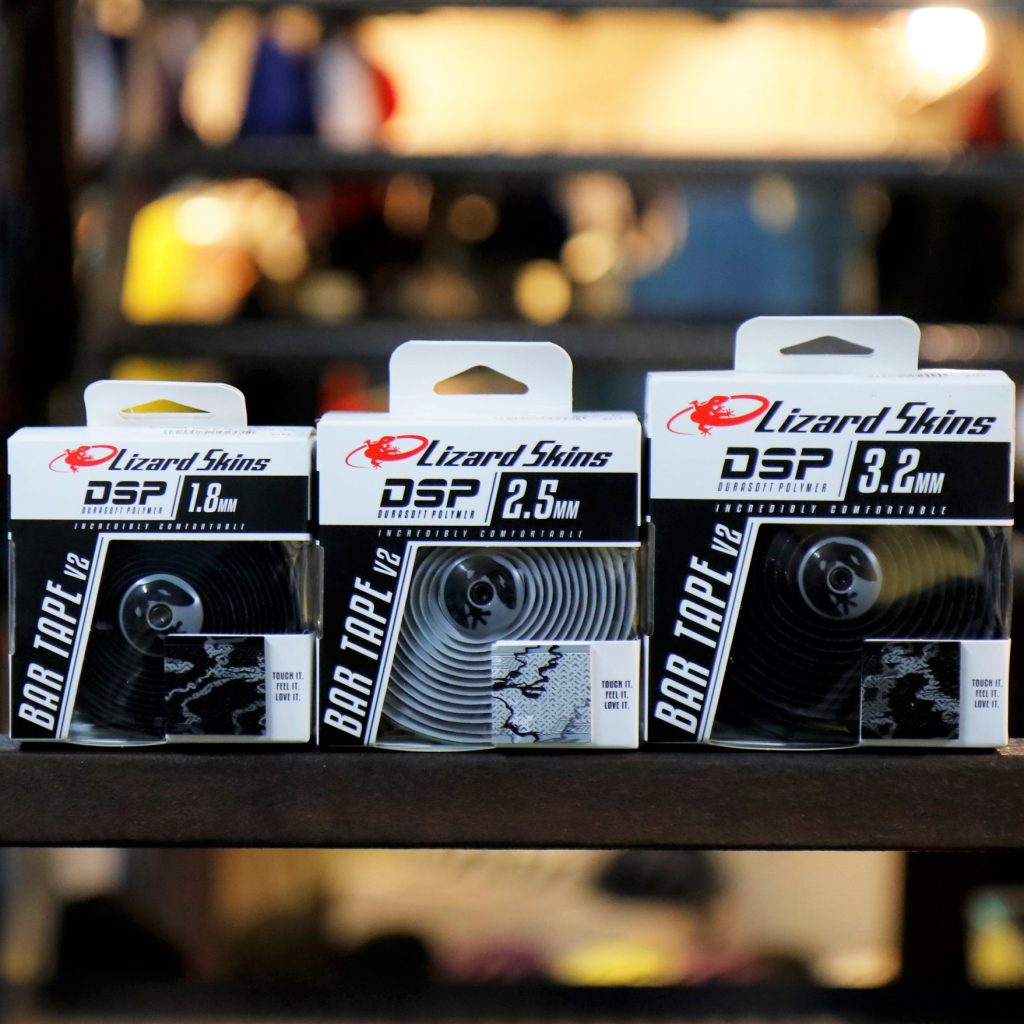 Lizard Skins
DSP
DURASOFT POLYMER
1.8MM
INCREDIBLY COMFORTABLE
BAR TAPE V2
TOUCH IT.
FEEL IT.
LOVE IT.
Lizard Skins
DSP
DURASOFT POLYMER
2.5MM
INCREDIBLY COMFORTABLE
BAR TAPE V2
TOUCH IT.
FEEL IT.
LOVE IT.
Lizard Skins
DSP
DURASOFT POLYMER
3.2MM
INCREDIBLY COMFORTABLE
BAR TAPE V2
TOUCH IT.
FEEL IT.
LOVE IT.